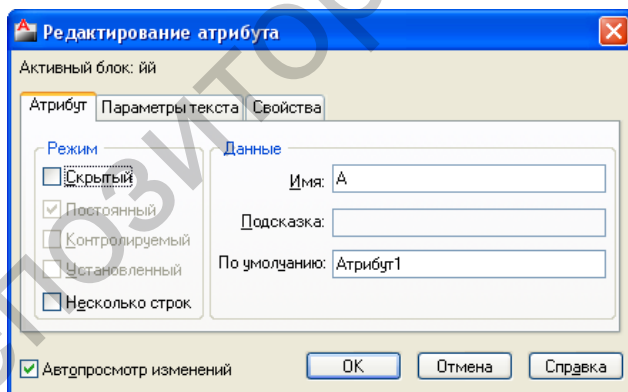 Редактирование атрибута
Активный блок: йй
Атрибут Параметры текста Свойства
Режим
Скрытый
Постоянный
Контролируемый
Установленный
Несколько строк
Данные
Имя: А
Подсказка:
По умолчанию: Атрибут1
Автопросмотр изменений
ОК Отмена Справка